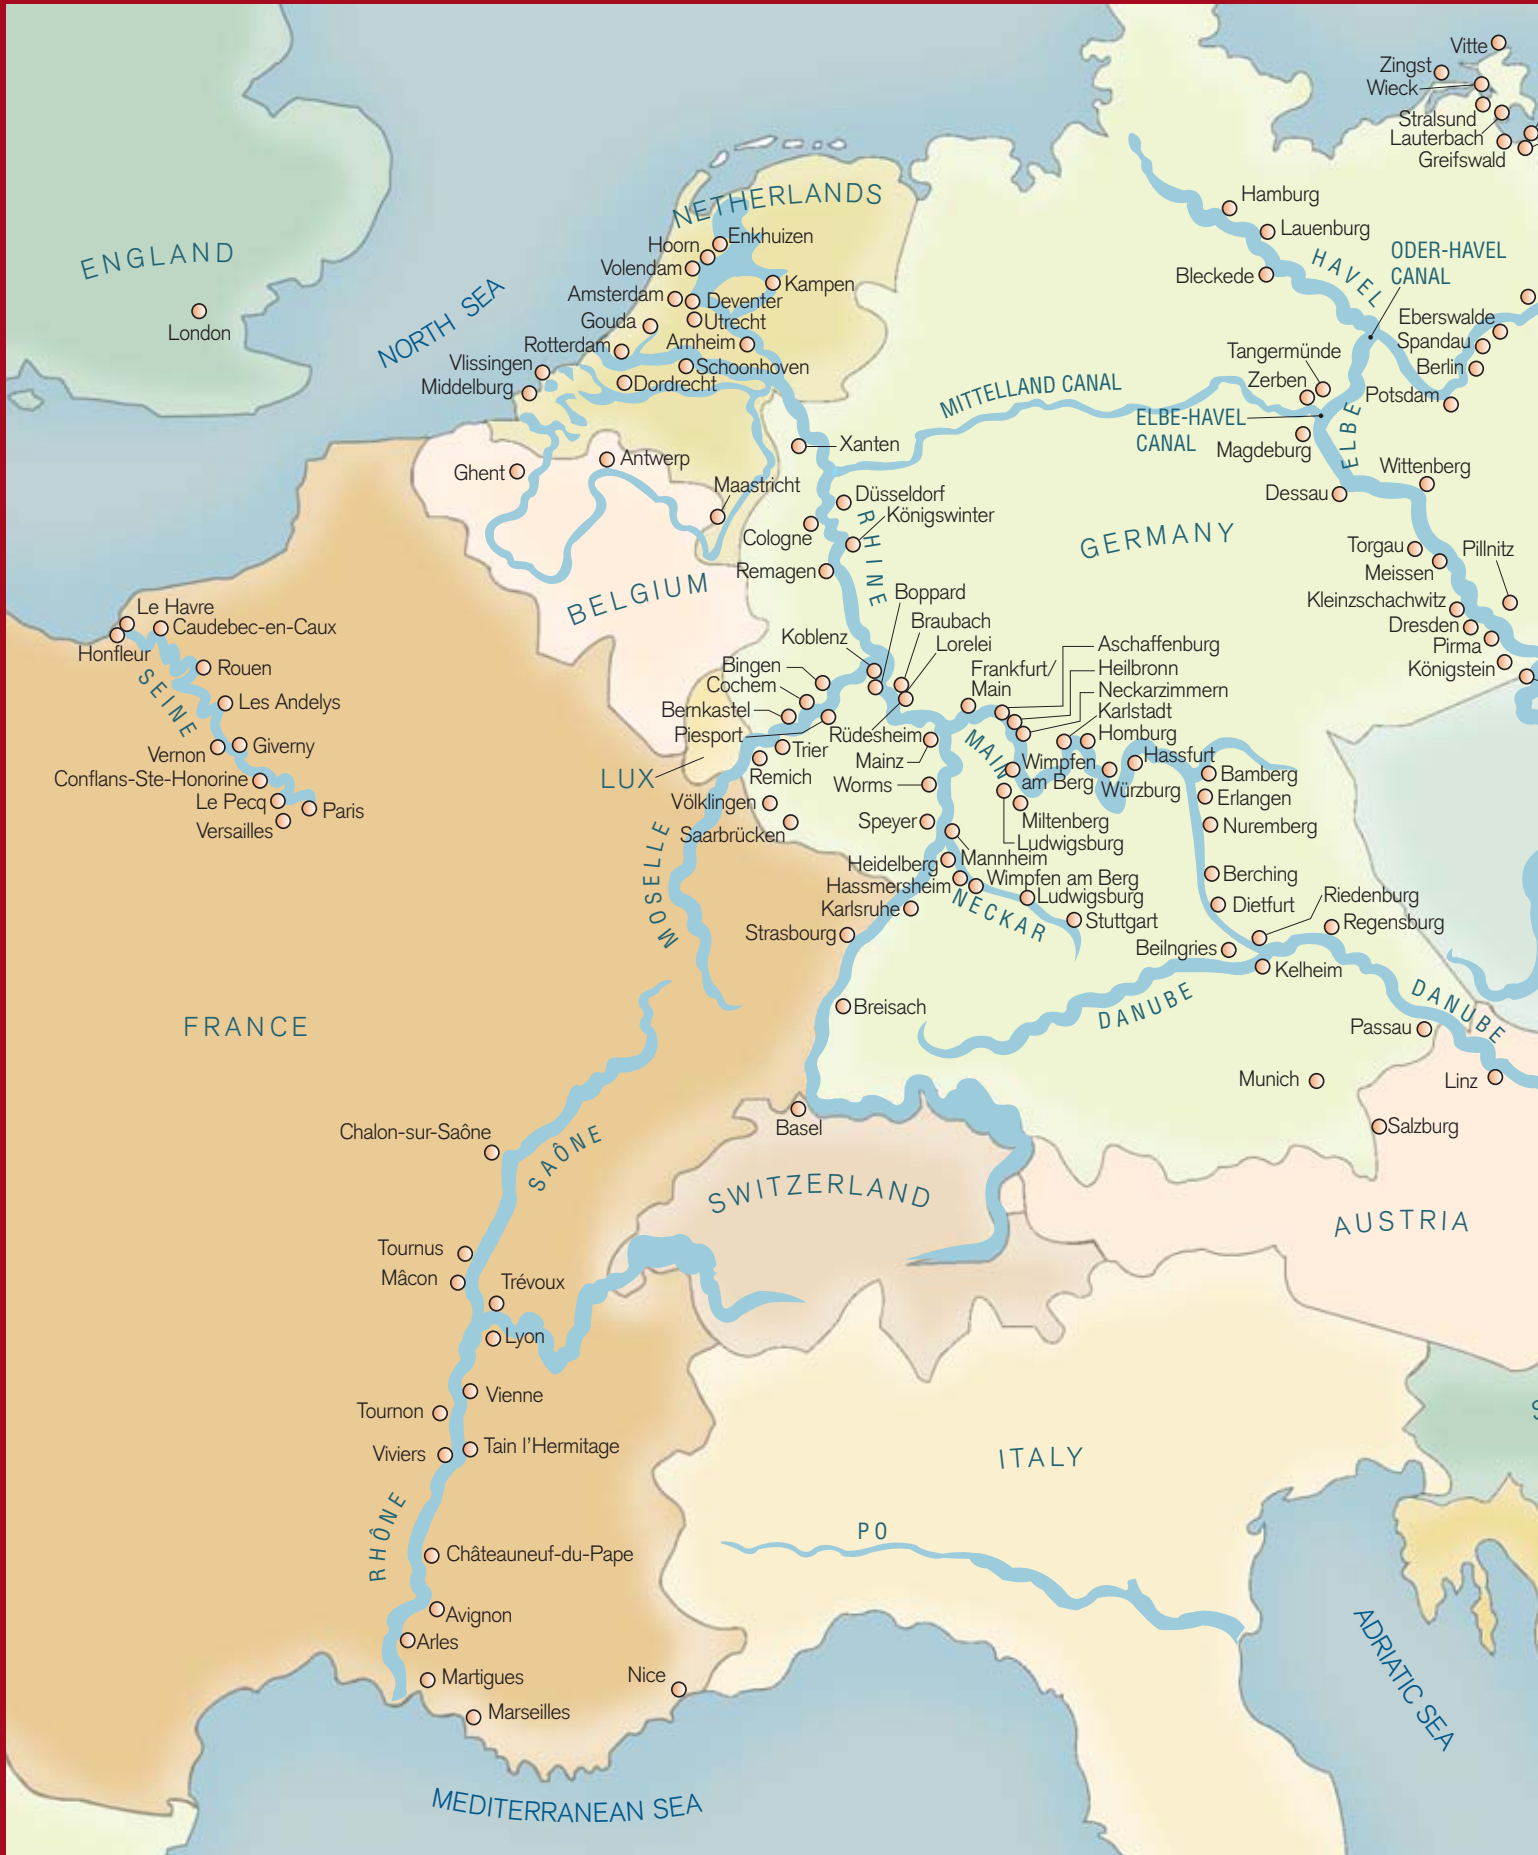 Vitte
Zingst
Wieck
Stralsund
Lauterbach
Greifswald
NETHERLANDS
Hamburg
Lauenburg
Bleckede
HAVEL
ODER-HAVEL
CANAL
ENGLAND
London
NORTH SEA
Enkhuizen
Hoorn
Volendam
Kampen
Amsterdam
Deventer
Gouda
Utrecht
Rotterdam
Arnheim
Vlissingen
Schoonhoven
Middelburg
Dordrecht
Eberswalde
Spandau
Berlin
Potsdam
Tangermünde
Zerben
MITTELLAND CANAL
ELBE-HAVEL
CANAL
ELBE
Magdeburg
Xanten
Ghent
Antwerp
Maastricht
Wittenberg
Dessau
Düsseldorf
Königswinter
Cologne
RHINE
GERMANY
Remagen
Torgau
Pillnitz
Meissen
BELGIUM
Boppard
Braubach
Lorelei
Kleinzschachwitz
Dresden
Pirma
Königstein
Le Havre
Caudebec-en-Caux
Honfleur
Rouen
SEINE
Les Andelys
Vernon
Giverny
Conflans-Ste-Honorine
Le Pecq
Paris
Versailles
Koblenz
Bingen
Cochem
Bernkastel
Piesport
Rüdesheim
Trier
Remich
LUX
Mainz
Worms
Völklingen
Saarbrücken
Speyer
MOSELLE
Frankfurt/
Main
Aschaffenburg
Heilbronn
Neckarzimmern
Karlstadt
Homburg
MAIN
Hassfurt
Wimpfen
am Berg
Würzburg
Bamberg
Erlangen
Miltenberg
Nuremberg
Ludwigsburg
Mannheim
Heidelberg
Wimpfen am Berg
Hassmersheim
Ludwigsburg
Karlsruhe
NECKAR
Stuttgart
Strasbourg
Berching
Dietfurt
Riedenburg
Regensburg
Beilngries
Kelheim
DANUBE
DANUBE
Breisach
Passau
Munich
Linz
Salzburg
FRANCE
Basel
Chalon-sur-Saône
SAÔNE
SWITZERLAND
AUSTRIA
Tournus
Mâcon
Trévoux
Lyon
Vienne
Tournon
Tain l'Hermitage
Viviers
RHÔNE
ITALY
S
PO
Châteauneuf-du-Pape
Avignon
Arles
Martigues
Nice
Marseilles
ADRIATIC SEA
MEDITERRANEAN SEA